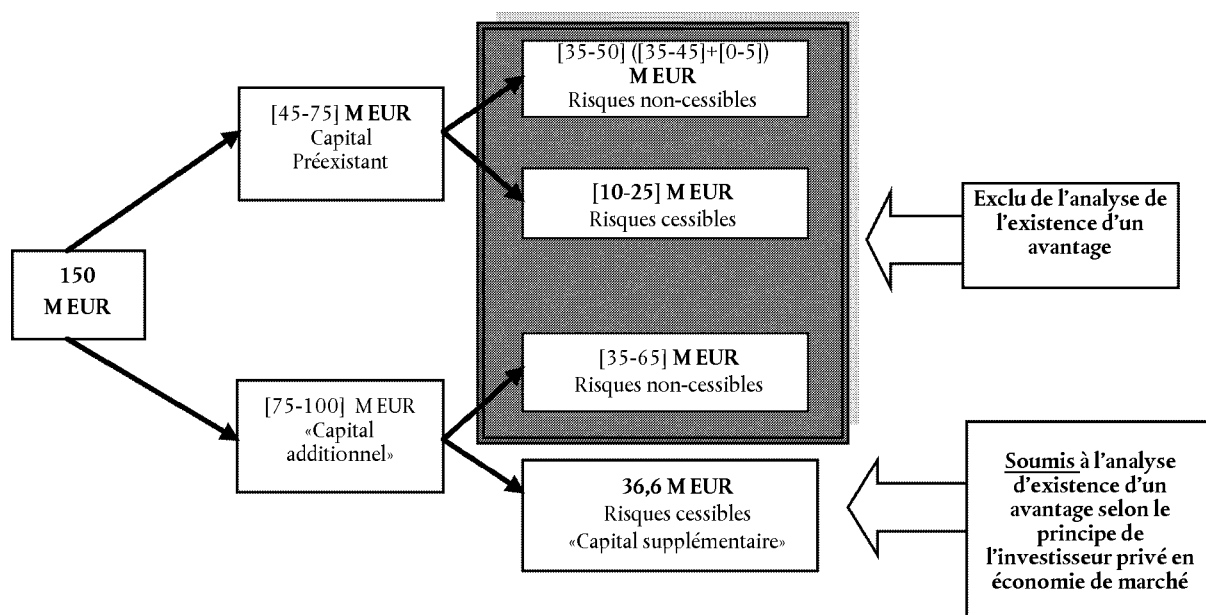 150
M EUR
[45-75] M EUR
Capital
Préexistant
[75-100] M EUR
«Capital
additionnel»
[35-50] ([35-45]+[0-5])
M EUR
Risques non-cessibles
[10-25] M EUR
Risques cessibles
[35-65] M EUR
Risques non-cessibles
36,6 M EUR
Risques cessibles
«Capital supplémentaire»
Exclu de l’analyse de
l’existence d’un
avantage
Soumis à l’analyse
d’existence d’un
avantage selon le
principe de
l’investisseur privé en
économie de marché